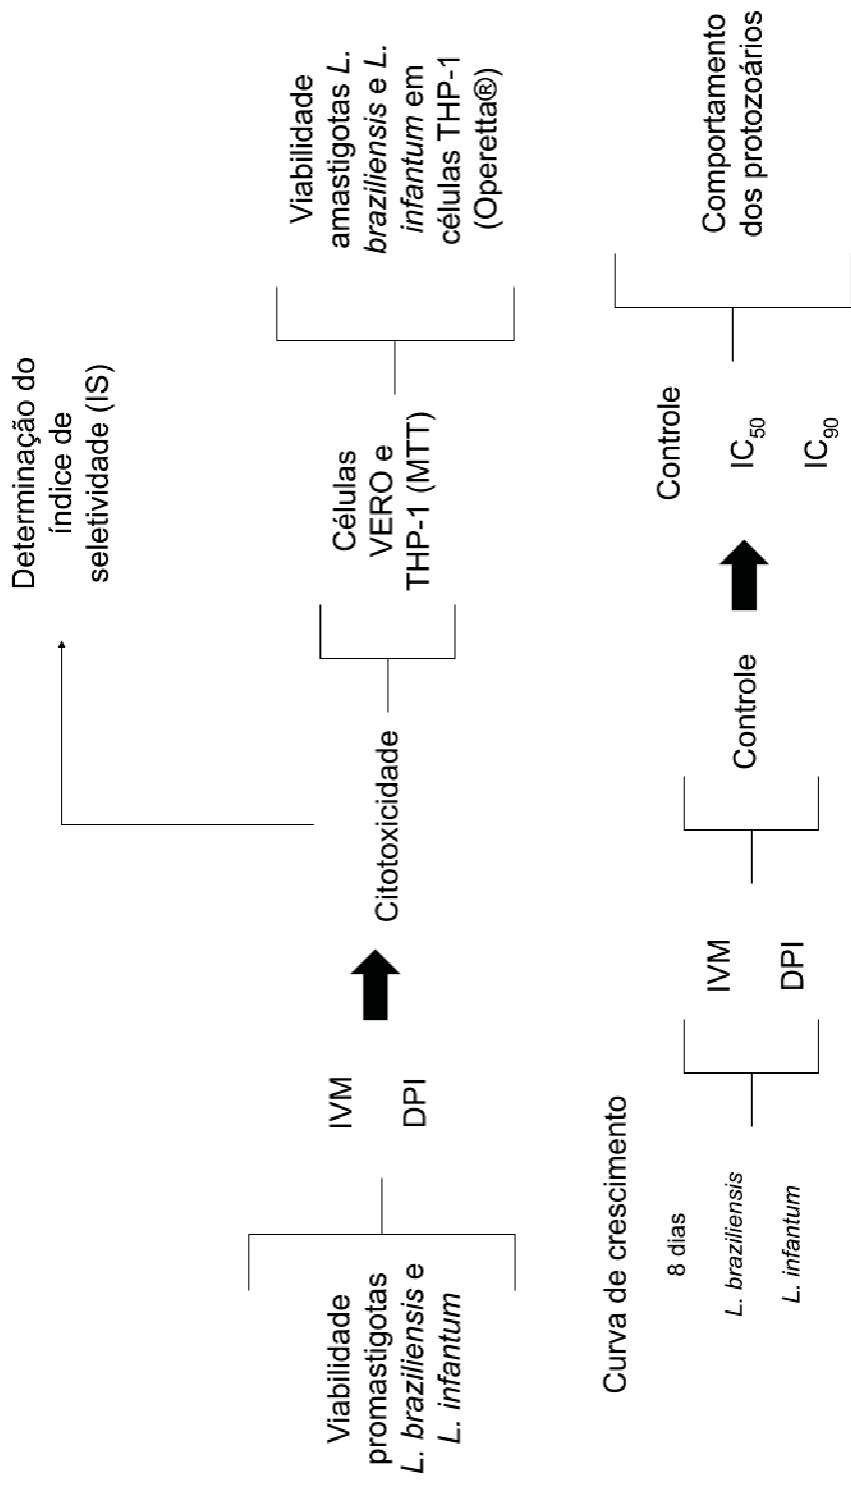 Determinação do
índice de
seletividade (IS)
Viabilidade
promastigotas
L. braziliensis e
L. infantum
IVM
DPI
Citotoxicidade
Células
VERO e
THP-1 (MTT)
Viabilidade
amastigotas L.
braziliensis e L.
infantum em
células THP-1
(Operetta®)
Curva de crescimento
8 dias
L. braziliensis
L. infantum
IVM
DPI
Controle
Controle
IC50
IC90
Comportamento
dos protozoários